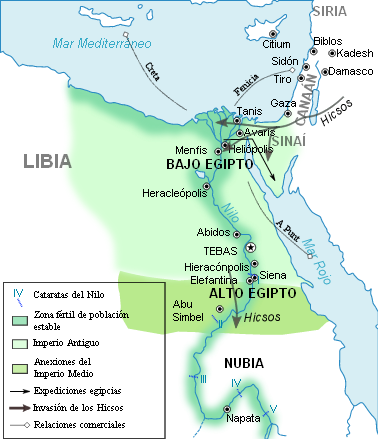 SIRIA
Mar Mediterráneo
Citium
Biblos
Kadesh
Sidón
Damasco
Tiro
Creta
Fenicia
CANAÁN
Gaza
Hicsos
Tanis
Avaris
SINAÍ
Menfis
Heliópolis
LIBIA
BAJO EGIPTO
Heracleópolis
Nilo
A Punt
Abidos
TEBAS
Mar Rojo
Hieracónpolis
Siena
Elefantina
ALTO EGIPTO
Abu
Simbel
I
II
Hicsos
NUBIA
III
IV
V
Napata
IV Cataratas del Nilo
Zona fértil de población
estable
Imperio Antiguo
Anexiones del
Imperio Medio
Expediciones egipcias
Invasión de los Hicsos
Relaciones comerciales